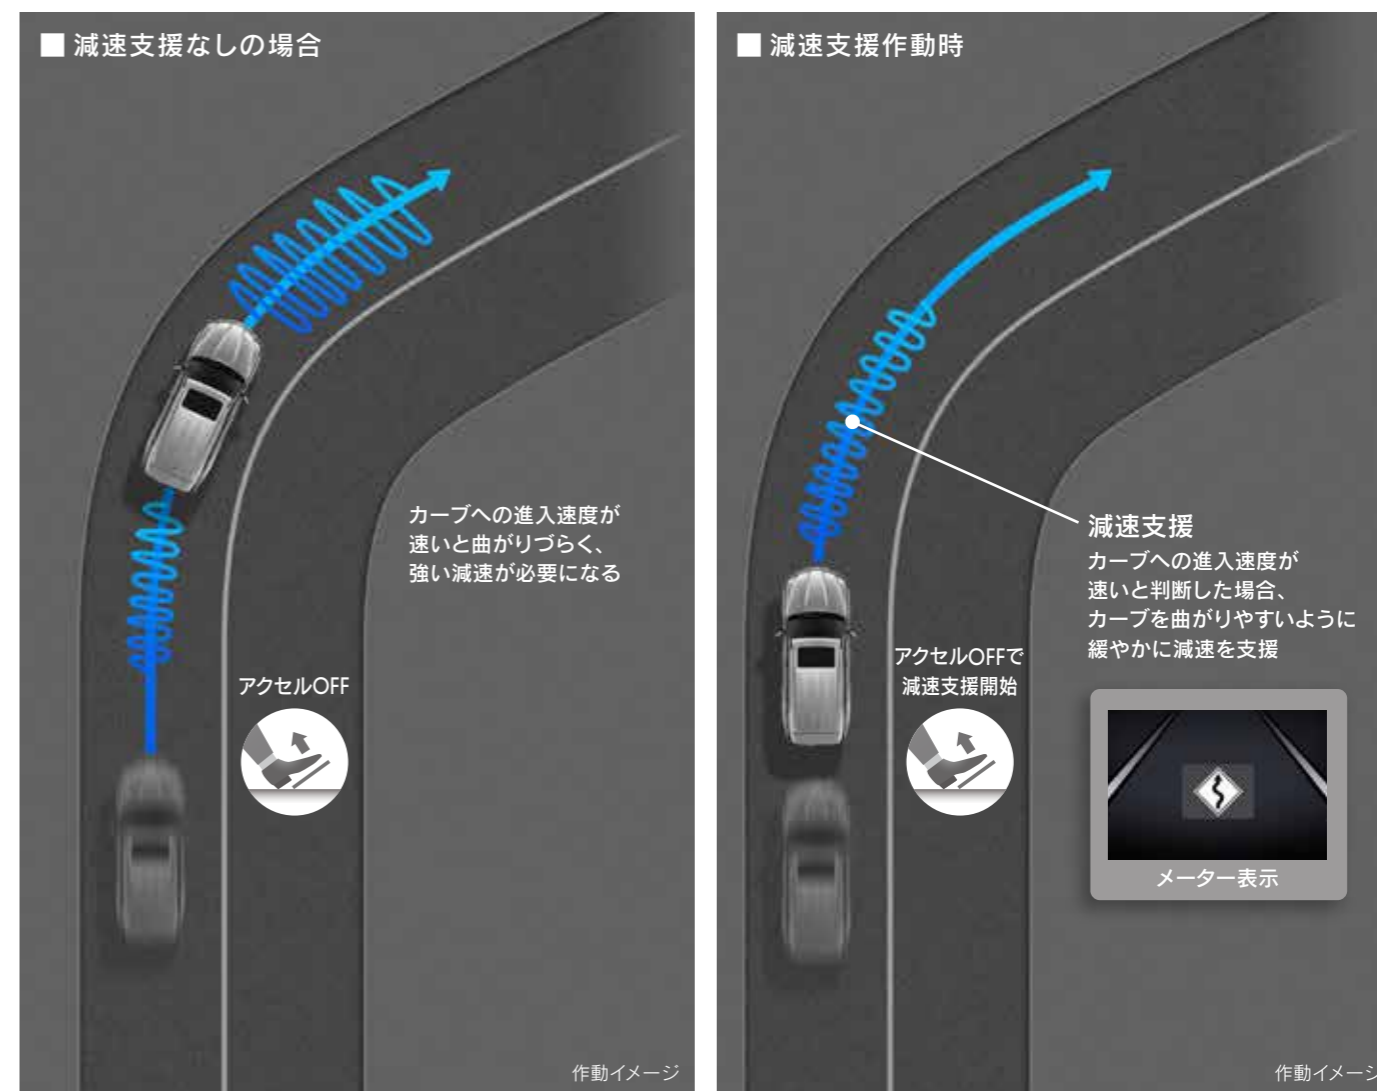 ■ 減速支援なしの場合
カーブへの進入速度が
速いと曲がりづらく、
強い減速が必要になる
アクセルOFF
作動イメージ
■ 減速支援作動時
減速支援
カーブへの進入速度が
速いと判断した場合、
カーブを曲がりやすいように
緩やかに減速を支援
アクセルOFFで
減速支援開始
メーター表示
作動イメージ